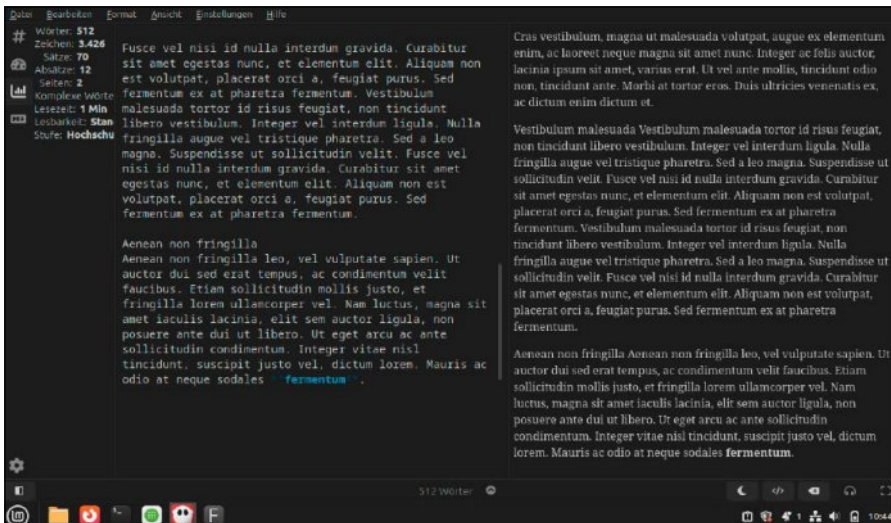 Datei Bearbeiten Format Ansicht Einstellungen Hilfe
Wörter: 512
Zeichen: 3.426
Sätze: 70
Absätze: 12
Seiten: 2
Komplexe Wörte
Lesezeit: 1 Min
Lesbarkeit: Stan
Stufe: Hochschu
Fusce vel nisi id nulla interdum gravida. Curabitur
sit amet egestas nunc, et elementum elit. Aliquam non
est volutpat, placerat orci a, feugiat purus. Sed
fermentum ex at pharetra fermentum. Vestibulum
malesuada tortor id risus feugiat, non tincidunt
libero vestibulum. Integer vel interdum ligula. Nulla
fringilla augue vel tristique pharetra. Sed a leo
magna. Suspendisse ut sollicitudin velit. Fusce vel
nisi id nulla interdum gravida. Curabitur sit amet
egestas nunc, et elementum elit. Aliquam non est
volutpat, placerat orci a, feugiat purus. Sed
fermentum ex at pharetra fermentum.
Aenean non fringilla
Aenean non fringilla leo, vel vulputate sapien. Ut
auctor dui sed erat tempus, ac condimentum velit
faucibus. Etiam sollicitudin mollis justo, et
fringilla lorem ullamcorper vel. Nam luctus, magna sit
amet iaculis lacinia, elit sem auctor ligula, non
posuere ante dui ut libero. Ut eget arcu ac ante
sollicitudin condimentum. Integer vitae nisl
tincidunt, suscipit justo vel, dictum lorem. Mauris ac
odio at neque sodales **fermentum**.
Cras vestibulum, magna ut malesuada volutpat, augue ex elementum
enim, ac laoreet neque magna sit amet nunc. Integer ac felis auctor,
lacinia ipsum sit amet, varius erat. Ut vel ante mollis, tincidunt odio
non, tincidunt ante. Morbi at tortor eros. Duis ultricies venenatis ex,
ac dictum enim dictum et.
Vestibulum malesuada Vestibulum malesuada tortor id risus feugiat,
non tincidunt libero vestibulum. Integer vel interdum ligula. Nulla
fringilla augue vel tristique pharetra. Sed a leo magna. Suspendisse ut
sollicitudin velit. Fusce vel nisi id nulla interdum gravida. Curabitur
sit amet egestas nunc, et elementum elit. Aliquam non est volutpat,
placerat orci a, feugiat purus. Sed fermentum ex at pharetra
fermentum. Vestibulum malesuada tortor id risus feugiat, non
tincidunt libero vestibulum. Integer vel interdum ligula. Nulla
fringilla augue vel tristique pharetra. Sed a leo magna. Suspendisse ut
sollicitudin velit. Fusce vel nisi id nulla interdum gravida. Curabitur
sit amet egestas nunc, et elementum elit. Aliquam non est volutpat,
placerat orci a, feugiat purus. Sed fermentum ex at pharetra
fermentum.
Aenean non fringilla Aenean non fringilla leo, vel vulputate sapien. Ut
auctor dui sed erat tempus, ac condimentum velit faucibus. Etiam
sollicitudin mollis justo, et fringilla lorem ullamcorper vel. Nam
luctus, magna sit amet iaculis lacinia, elit sem auctor ligula, non
posuere ante dui ut libero. Ut eget arcu ac ante sollicitudin
condimentum. Integer vitae nisl tincidunt, suscipit justo vel, dictum
lorem. Mauris ac odio at neque sodales fermentum.
512 Wörter
F
1
10:44